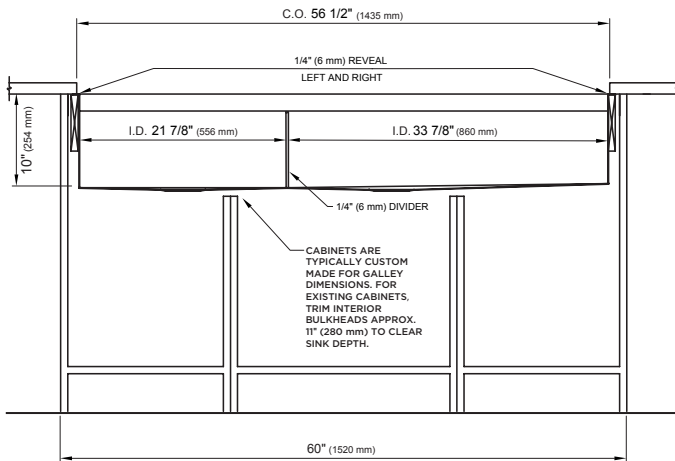 C.O. 56 1/2" (1435 mm)
1/4" (6 mm) REVEAL
LEFT AND RIGHT
10" (254 mm)
I.D. 21 7/8" (556 mm)
I.D. 33 7/8" (860 mm)
1/4" (6 mm) DIVIDER
CABINETS ARE
TYPICALLY CUSTOM
MADE FOR GALLEY
DIMENSIONS. FOR
EXISTING CABINETS,
TRIM INTERIOR
BULKHEADS APPROX.
11" (280 mm) TO CLEAR
SINK DEPTH.
60" (1520 mm)